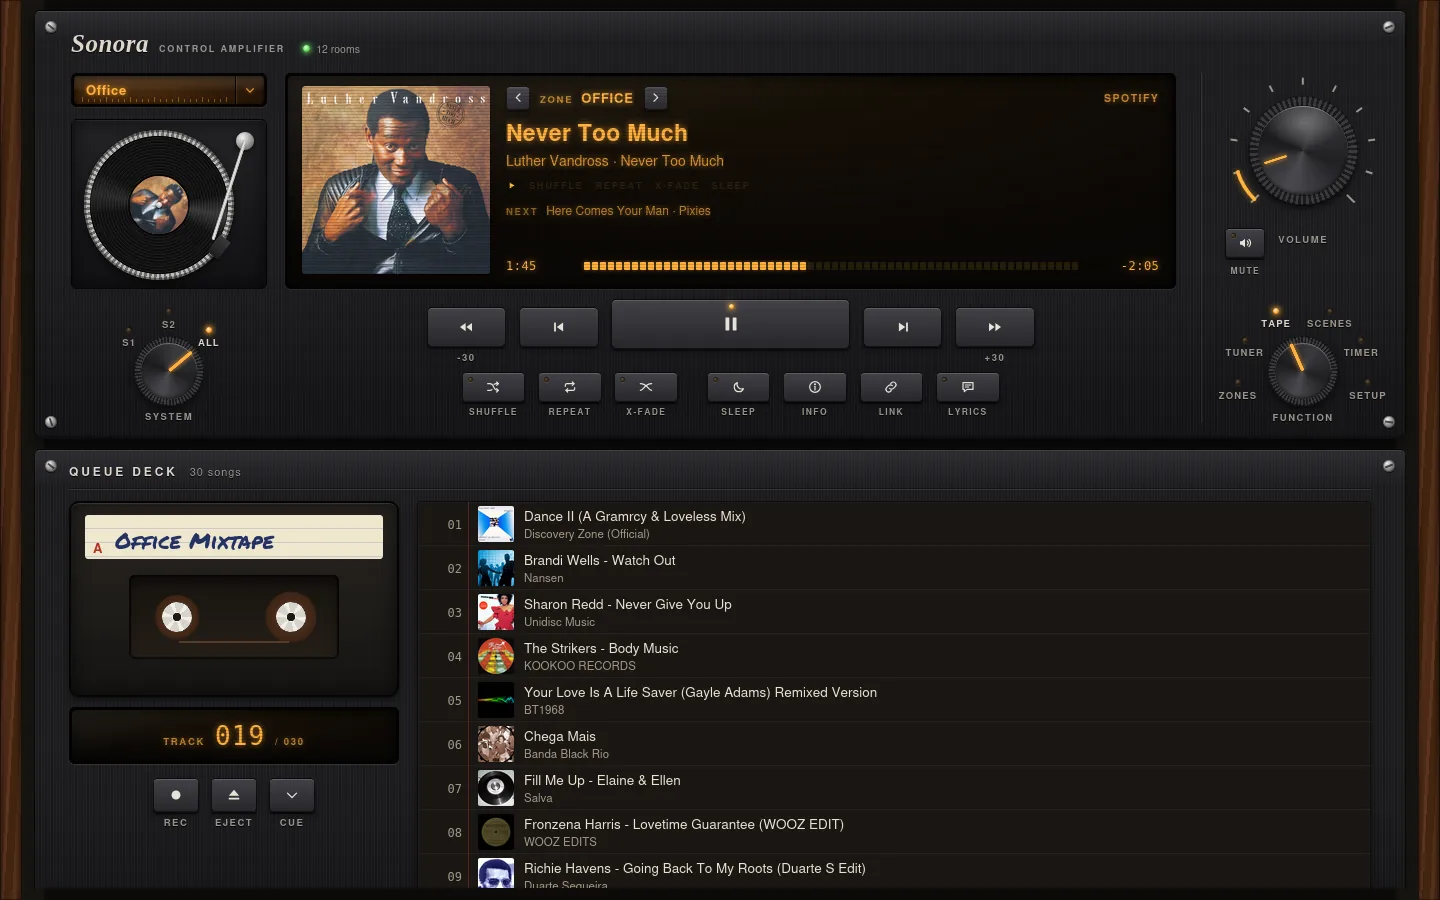 Sonora CONTROL AMPLIFIER 12 rooms
Office
Luther Vandross
ZONE OFFICE
SPOTIFY
Never Too Much
Luther Vandross · Never Too Much
SHUFFLE REPEAT X-FADE SLEEP
NEXT Here Comes Your Man · Pixies
1:45
-2:05
VOLUME
MUTE
S1
S2
ALL
SYSTEM
-30
+30
SHUFFLE
REPEAT
X-FADE
SLEEP
INFO
LINK
LYRICS
TAPE
SCENES
TUNER
TIMER
ZONES
SETUP
FUNCTION
QUEUE DECK 30 songs
A Office Mixtape
TRACK 019 / 030
REC
EJECT
CUE
01
Dance II (A Gramrcy & Loveless Mix)
Discovery Zone (Official)
02
Brandi Wells - Watch Out
Nansen
03
Sharon Redd - Never Give You Up
Unidisc Music
04
The Strikers - Body Music
KOOKOO RECORDS
05
Your Love Is A Life Saver (Gayle Adams) Remixed Version
BT1968
06
Chega Mais
Banda Black Rio
07
Fill Me Up - Elaine & Ellen
Salva
08
Fronzena Harris - Lovetime Guarantee (WOOZ EDIT)
WOOZ EDITS
09
Richie Havens - Going Back To My Roots (Duarte S Edit)
Duarte Sequeira